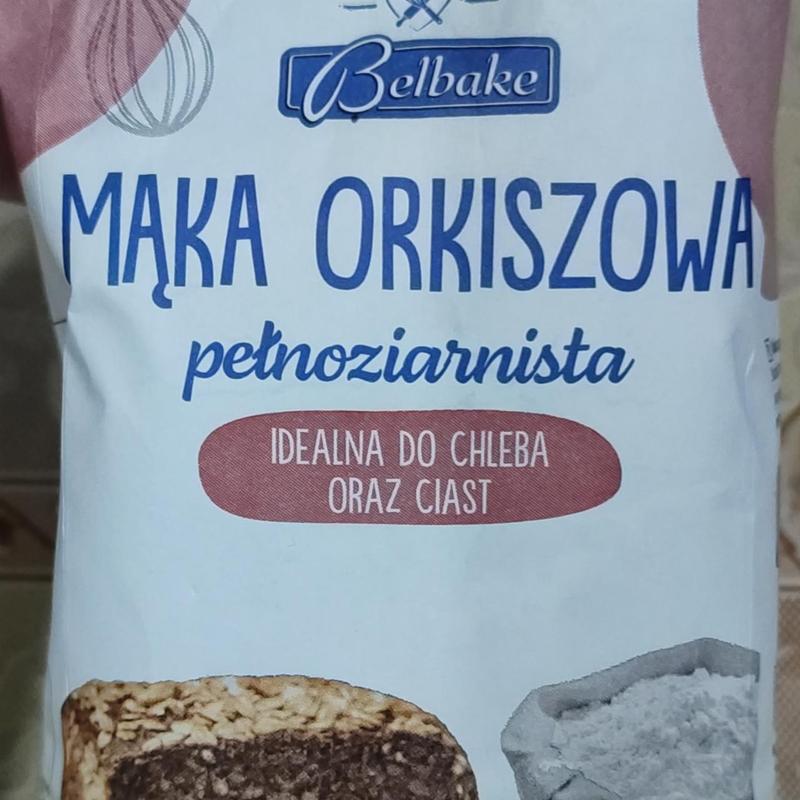 Belbake
MĄKA ORKISZOWA
pełnoziarnista
IDEALNA DO CHLEBA
ORAZ CIAST